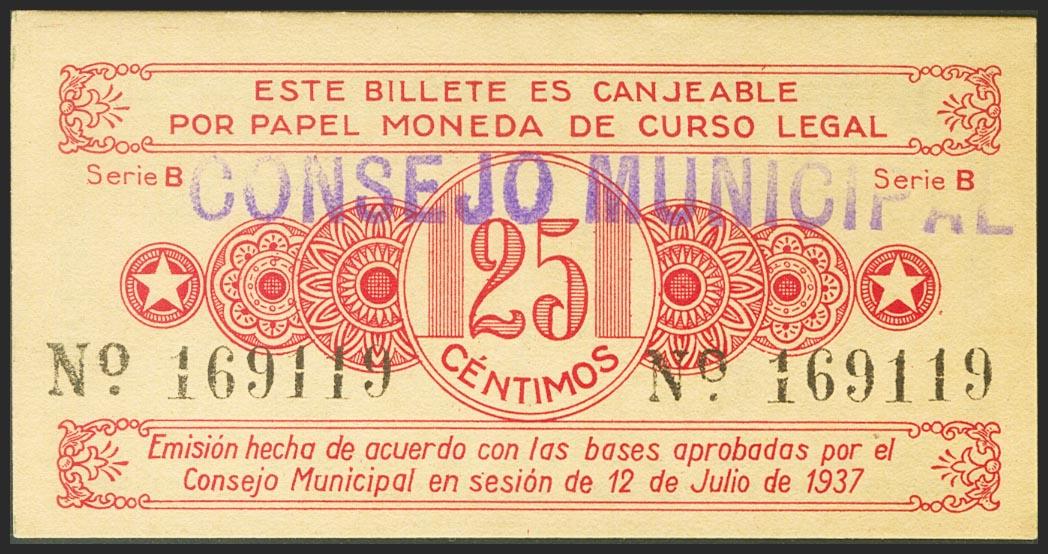 ESTE BILLETE ES CANJEABLE
POR PAPEL MONEDA DE CURSO LEGAL
Serie B
CONSEJO MUNICIPAL
Serie B
25
CÉNTIMOS
Nº. 169119
Nº. 169119
Emisión hecha de acuerdo con las bases aprobadas por el
Consejo Municipal en sesión de 12 de Julio de 1937